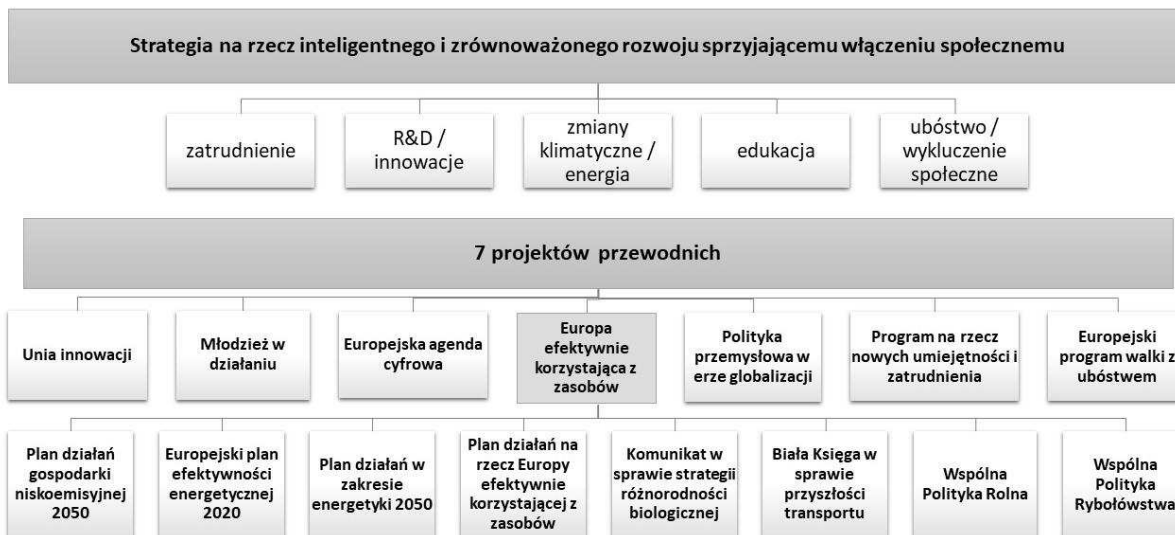 Strategia na rzecz inteligentnego i zrównoważonego rozwoju sprzyjającemu włączeniu społecznemu
zatrudnienie
R&D /
innowacje
zmiany
klimatyczne /
energia
edukacja
ubóstwo /
wykluczenie
społeczne
7 projektów przewodnich
Unia innowacji
Młodzież w
działaniu
Europejska agenda
cyfrowa
Europa
efektywnie
korzystająca z
zasobów
Polityka
przemysłowa w
erze globalizacji
Program na rzecz
nowych umiejętności i
zatrudnienia
Europejski
program walki z
ubóstwem
Plan działań
gospodarki
niskoemisyjnej
2050
Europejski plan
efektywności
energetycznej
2020
Plan działań w
zakresie
energetyki 2050
Plan działań na
rzecz Europy
efektywnie
korzystającej z
zasobów
Komunikat w
sprawie strategii
różnorodności
biologicznej
Biała Księga w
sprawie
przyszłości
transportu
Wspólna
Polityka Rolna
Wspólna
Polityka
Rybołówstwa